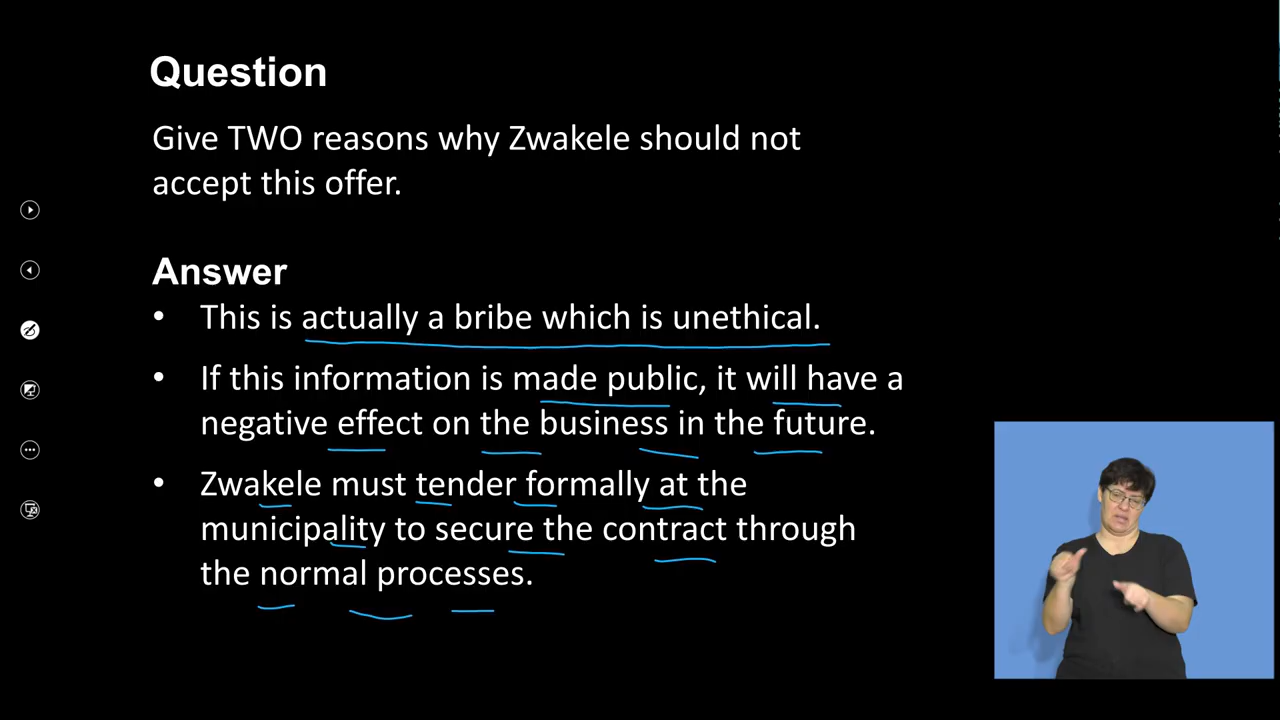 Question
Give TWO reasons why Zwakele should not
accept this offer.
Answer
• This is actually a bribe which is unethical.
• If this information is made public, it will have a
negative effect on the business in the future.
• Zwakele must tender formally at the
municipality to secure the contract through
the normal processes.